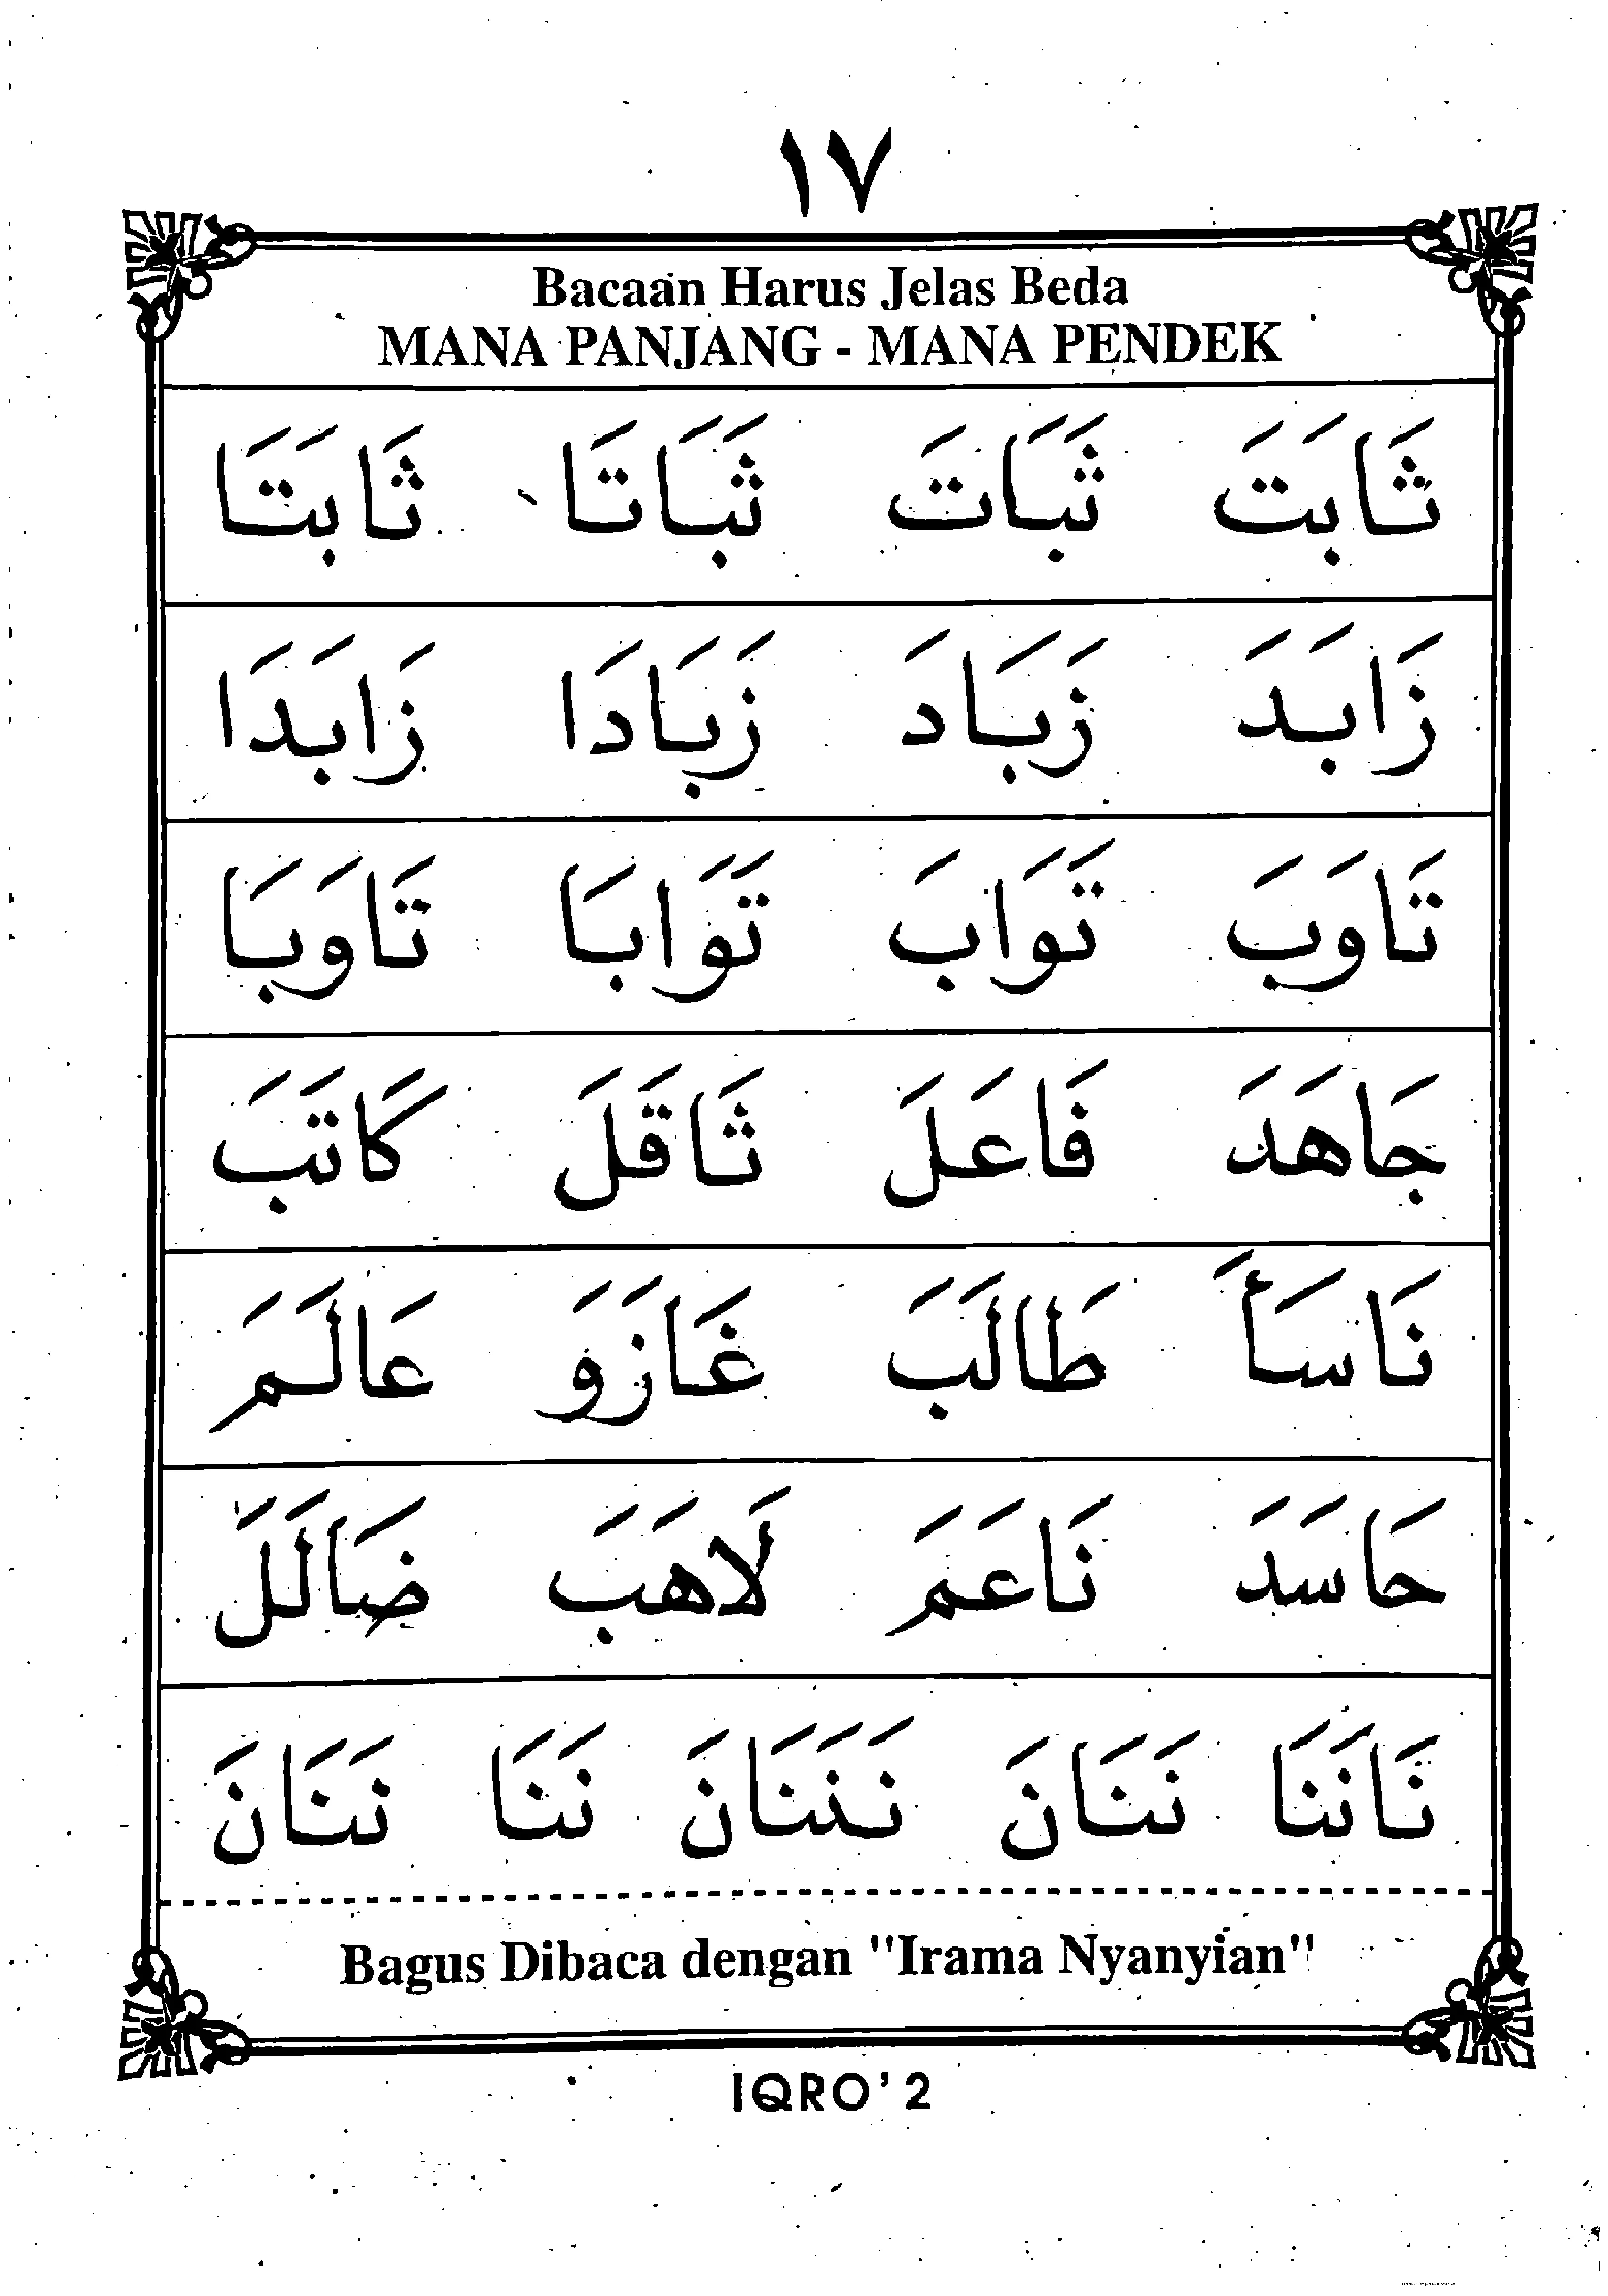 ١٧
Bacaan Harus Jelas Beda
MANA PANJANG - MANA PENDEK
ثَابَتَ ثَبَاتَ ثَبَاتَا ثَابَتَا
زَابَدَ زَبَادَ زَبَادَا زَابَدَا
تَاوَبَ تَوَابَ تَوَابَا تَاوَبَا
جَاهَدَ فَاعَلَ ثَاقَلَ كَاتَبَ
نَاسَأَ طَالَبَ غَازَوَ عَالَمَ
حَاسَدَ نَاعَمَ لَاهَبَ ضَالَلَ
نَانَنَا نَنَانَ نَنَنَانَ نَنَا نَنَانَ
Bagus Dibaca dengan "Irama Nyanyian"
IQRO' 2